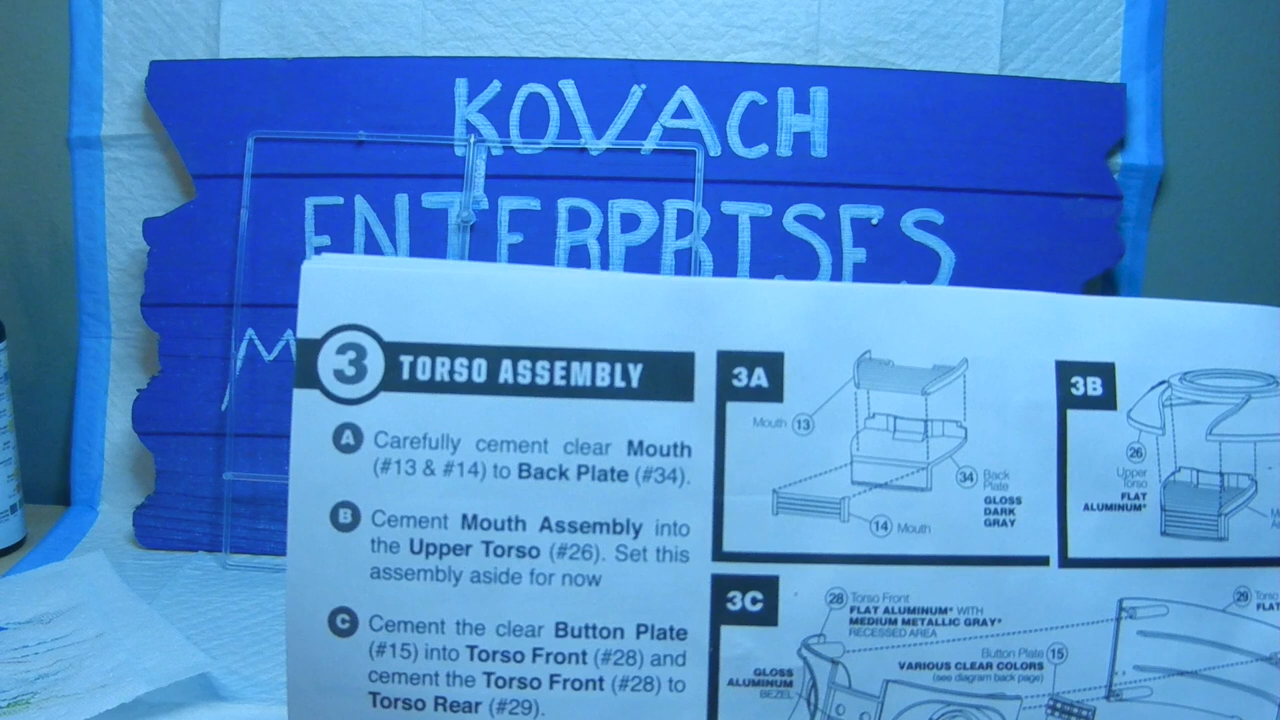 KOVACH
ENTERPRISES
M
3 TORSO ASSEMBLY
A Carefully cement clear Mouth
(#13 & #14) to Back Plate (#34).
B Cement Mouth Assembly into
the Upper Torso (#26). Set this
assembly aside for now
C Cement the clear Button Plate
(#15) into Torso Front (#28) and
cement the Torso Front (#28) to
Torso Rear (#29).
3A
Mouth 13
34 Back
Plate
GLOSS
DARK
GRAY
14 Mouth
3B
26
Upper
Torso
FLAT
ALUMINUM*
3C
28 Torso Front
FLAT ALUMINUM* WITH
MEDIUM METALLIC GRAY*
RECESSED AREA
29
Button Plate 15
VARIOUS CLEAR COLORS
(see diagram back page)
GLOSS
ALUMINUM
BEZEL